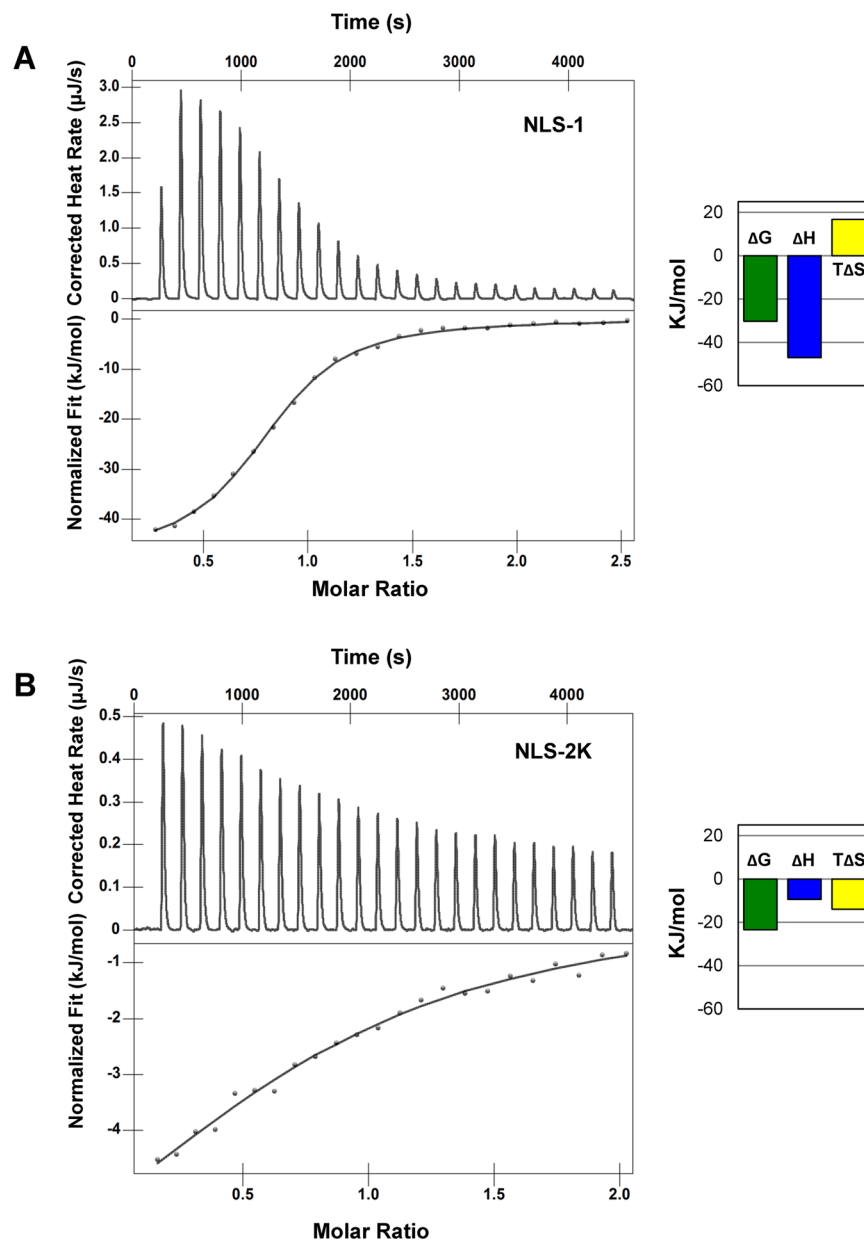 Time (s)
A
0 1000 2000 3000 4000
Corrected Heat Rate (µJ/s)
3.0
2.5
2.0
1.5
1.0
0.5
0
NLS-1
Normalized Fit (kJ/mol)
0
-10
-20
-30
-40
0.5 1.0 1.5 2.0 2.5
Molar Ratio
KJ/mol
20
0
-20
-40
-60
ΔG ΔH TΔS
Time (s)
B
0 1000 2000 3000 4000
Corrected Heat Rate (µJ/s)
0.5
0.4
0.3
0.2
0.1
0
NLS-2K
Normalized Fit (kJ/mol)
-1
-2
-3
-4
0.5 1.0 1.5 2.0
Molar Ratio
KJ/mol
20
0
-20
-40
-60
ΔG ΔH TΔS